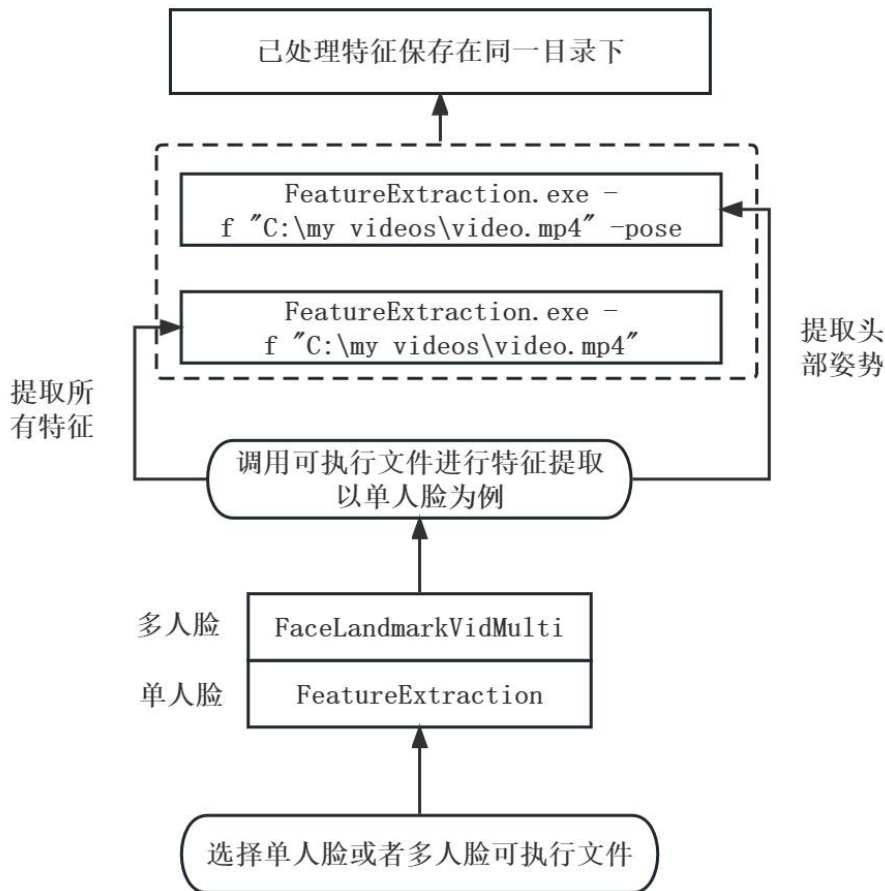 已处理特征保存在同一目录下
FeatureExtraction.exe -
f "C:\my videos\video.mp4" -pose
FeatureExtraction.exe -
f "C:\my videos\video.mp4"
提取头
部姿势
提取所
有特征
调用可执行文件进行特征提取
以单人脸为例
多人脸
FaceLandmarkVidMulti
单人脸
FeatureExtraction
选择单人脸或者多人脸可执行文件